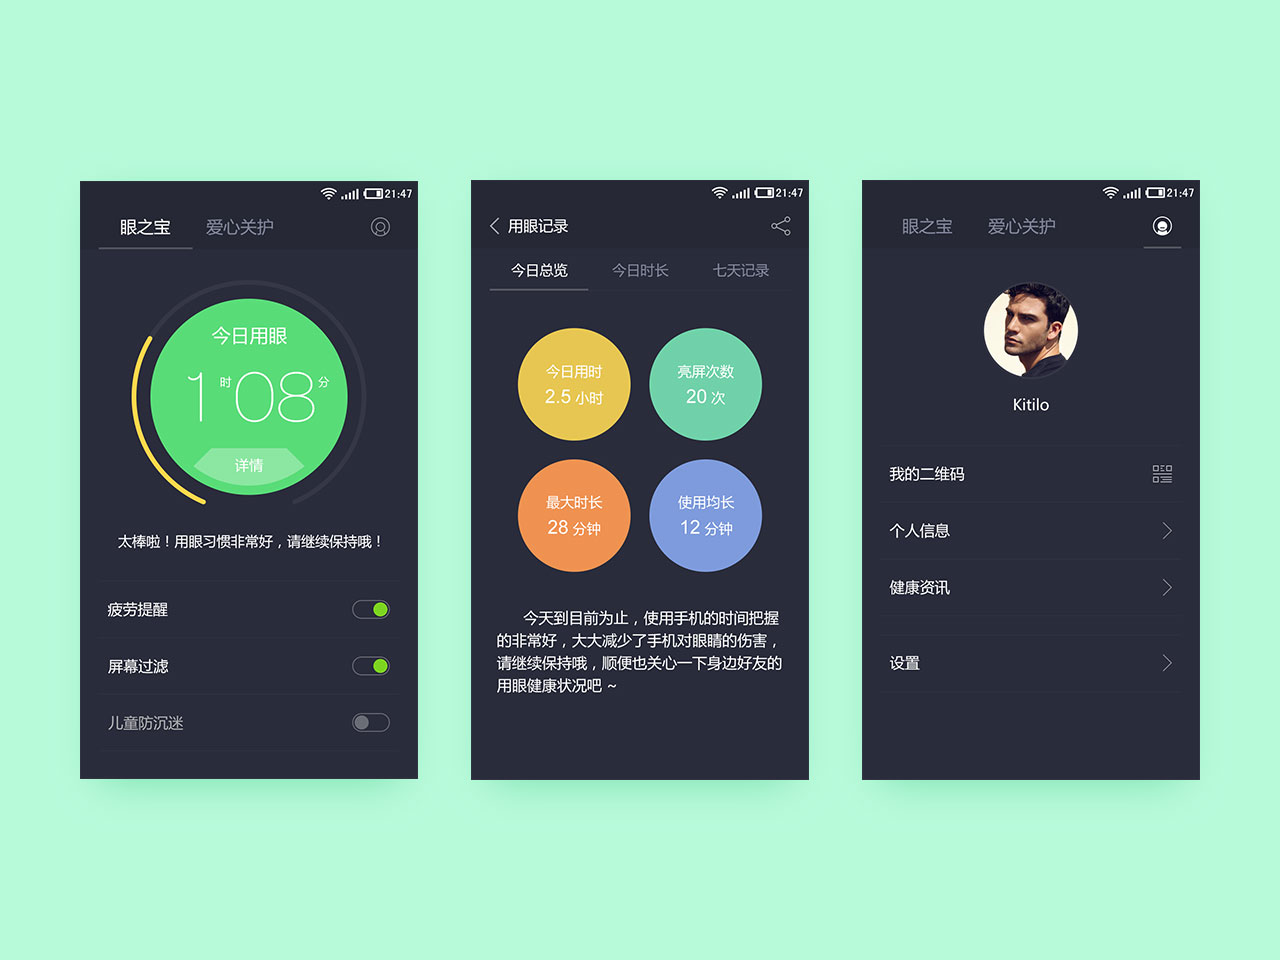 21:47
眼之宝 爱心关护
今日用眼
1时08分
详情
太棒啦！用眼习惯非常好，请继续保持哦！
疲劳提醒
屏幕过滤
儿童防沉迷
21:47
用眼记录
今日总览 今日时长 七天记录
今日用时
2.5 小时
亮屏次数
20 次
最大时长
28 分钟
使用均长
12 分钟
今天到目前为止，使用手机的时间把握
的非常好，大大减少了手机对眼睛的伤害，
请继续保持哦，顺便也关心一下身边好友的
用眼健康状况吧 ~
21:47
眼之宝 爱心关护
Kitilo
我的二维码
个人信息
健康资讯
设置